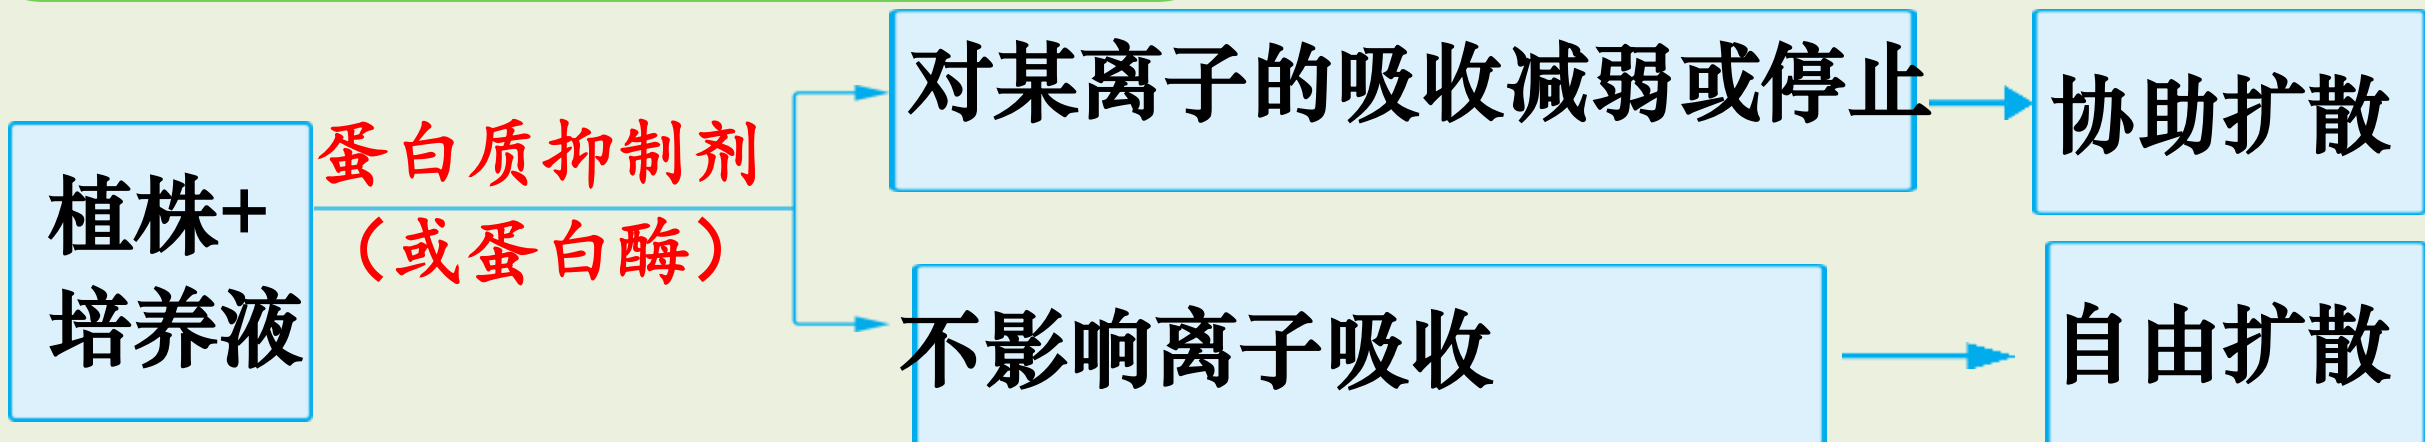 植株+
培养液
蛋白质抑制剂
（或蛋白酶）
对某离子的吸收减弱或停止
协助扩散
不影响离子吸收
自由扩散